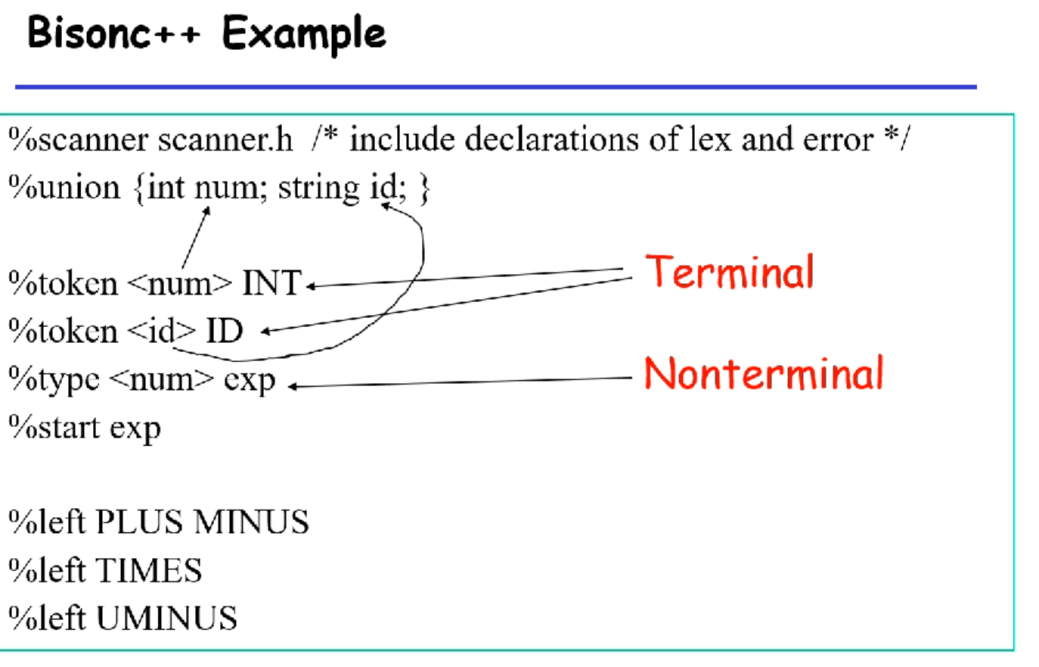 Bisonc++ Example
%scanner scanner.h /* include declarations of lex and error */
%union {int num; string id; }
%token <num> INT
Terminal
%token <id> ID
%type <num> exp
Nonterminal
%start exp
%left PLUS MINUS
%left TIMES
%left UMINUS